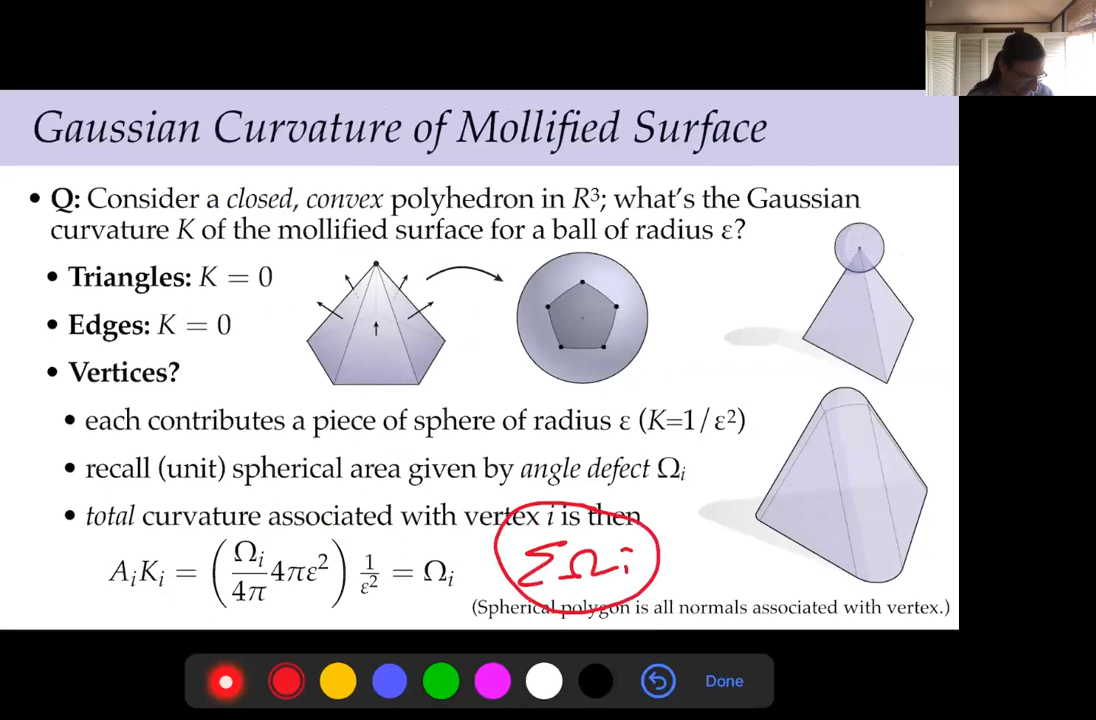 Gaussian Curvature of Mollified Surface
• Q: Consider a closed, convex polyhedron in R³; what's the Gaussian
curvature K of the mollified surface for a ball of radius ε?
• Triangles: K = 0
• Edges: K = 0
• Vertices?
• each contributes a piece of sphere of radius ε (K=1/ε²)
• recall (unit) spherical area given by angle defect Ωᵢ
• total curvature associated with vertex i is then
AᵢKᵢ = (Ωᵢ/4π 4πε²) 1/ε² = Ωᵢ
ΣΩᵢ
(Spherical polygon is all normals associated with vertex.)
Done